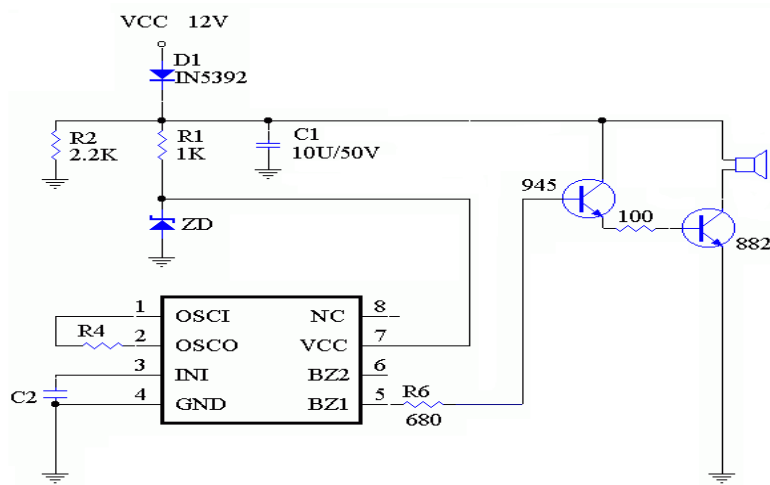 VCC 12V
D1
IN5392
R2
2.2K
R1
1K
C1
10U/50V
ZD
945
100
882
1 OSCI NC 8
R4
2 OSCO VCC 7
3 INI BZ2 6
C2
4 GND BZ1 5
R6
680